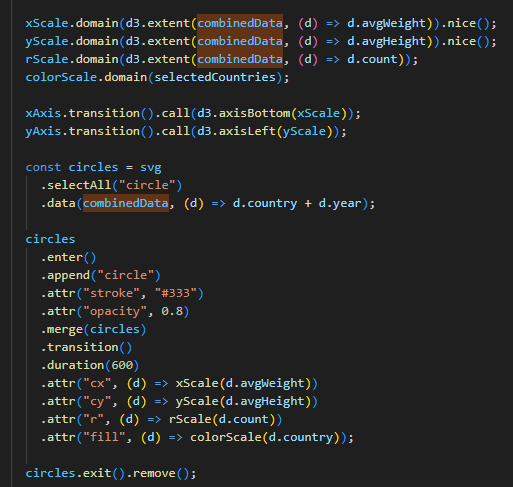 xScale.domain(d3.extent(combinedData, (d) => d.avgWeight)).nice();
yScale.domain(d3.extent(combinedData, (d) => d.avgHeight)).nice();
rScale.domain(d3.extent(combinedData, (d) => d.count));
colorScale.domain(selectedCountries);

xAxis.transition().call(d3.axisBottom(xScale));
yAxis.transition().call(d3.axisLeft(yScale));

const circles = svg
  .selectAll("circle")
  .data(combinedData, (d) => d.country + d.year);

circles
  .enter()
  .append("circle")
  .attr("stroke", "#333")
  .attr("opacity", 0.8)
  .merge(circles)
  .transition()
  .duration(600)
  .attr("cx", (d) => xScale(d.avgWeight))
  .attr("cy", (d) => yScale(d.avgHeight))
  .attr("r", (d) => rScale(d.count))
  .attr("fill", (d) => colorScale(d.country));

circles.exit().remove();